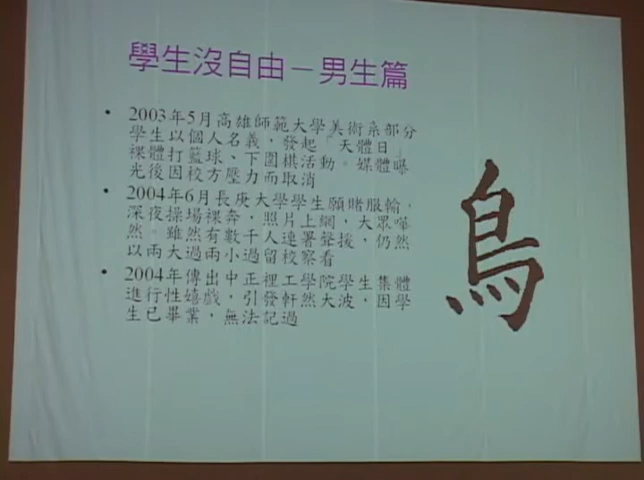 學生沒自由－男生篇
• 2003年5月高雄師範大學美術系部分
學生以個人名義，發起「天體日」
裸體打籃球、下圍棋活動。媒體曝
光後因校方壓力而取消
• 2004年6月長庚大學學生願賭服輸，
深夜操場裸奔，照片上網，大眾嘩
然。雖然有數千人連署聲援，仍然
以兩大過兩小過留校察看
• 2004年傳出中正裡工學院學生集體
進行性嬉戲，引發軒然大波，因學
生已畢業，無法記過
鳥